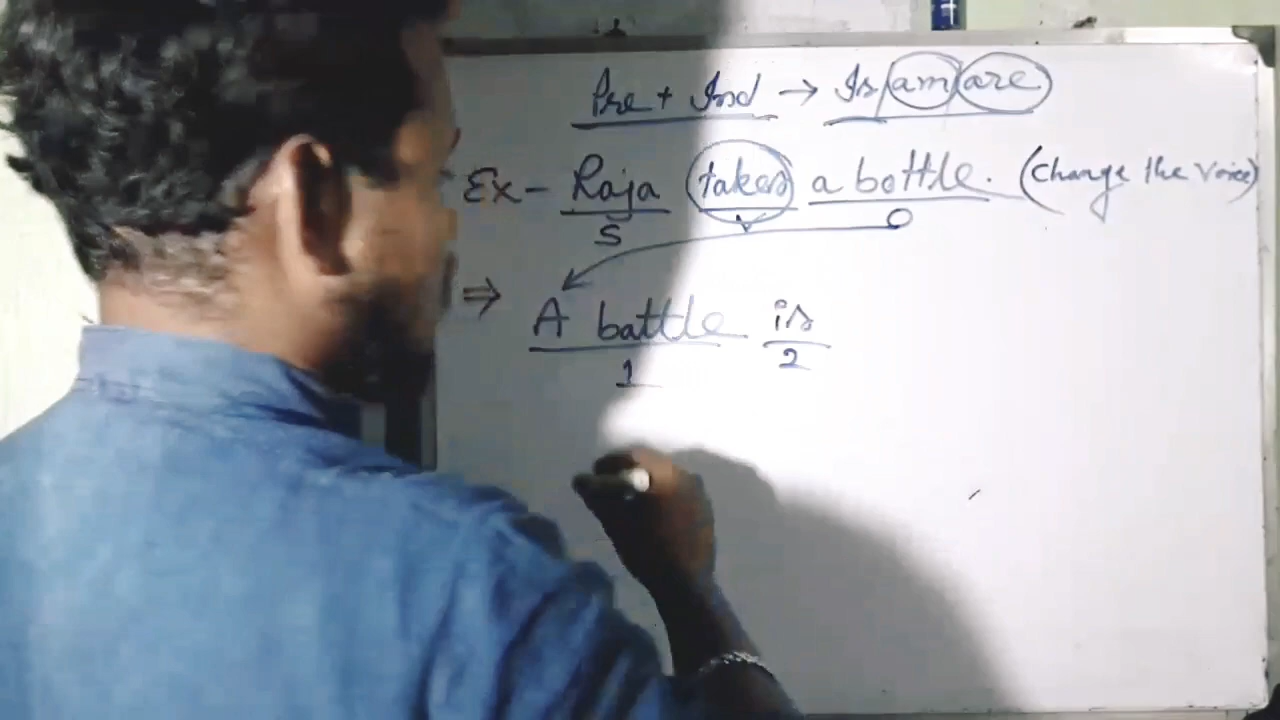 Pre + Ind → Is/am/are
Ex - Raja takes a bottle. (Change the Voice)
S V O
⇒ A battle is
1 2